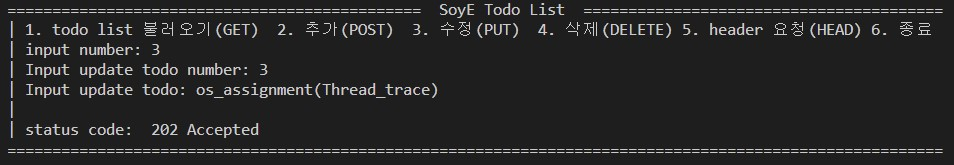 ========================================= SoyE Todo List ====================================
| 1. todo list 불러오기(GET) 2. 추가(POST) 3. 수정(PUT) 4. 삭제(DELETE) 5. header 요청(HEAD) 6. 종료
| input number: 3
| Input update todo number: 3
| Input update todo: os_assignment(Thread_trace)
|
| status code: 202 Accepted
==============================================================================================